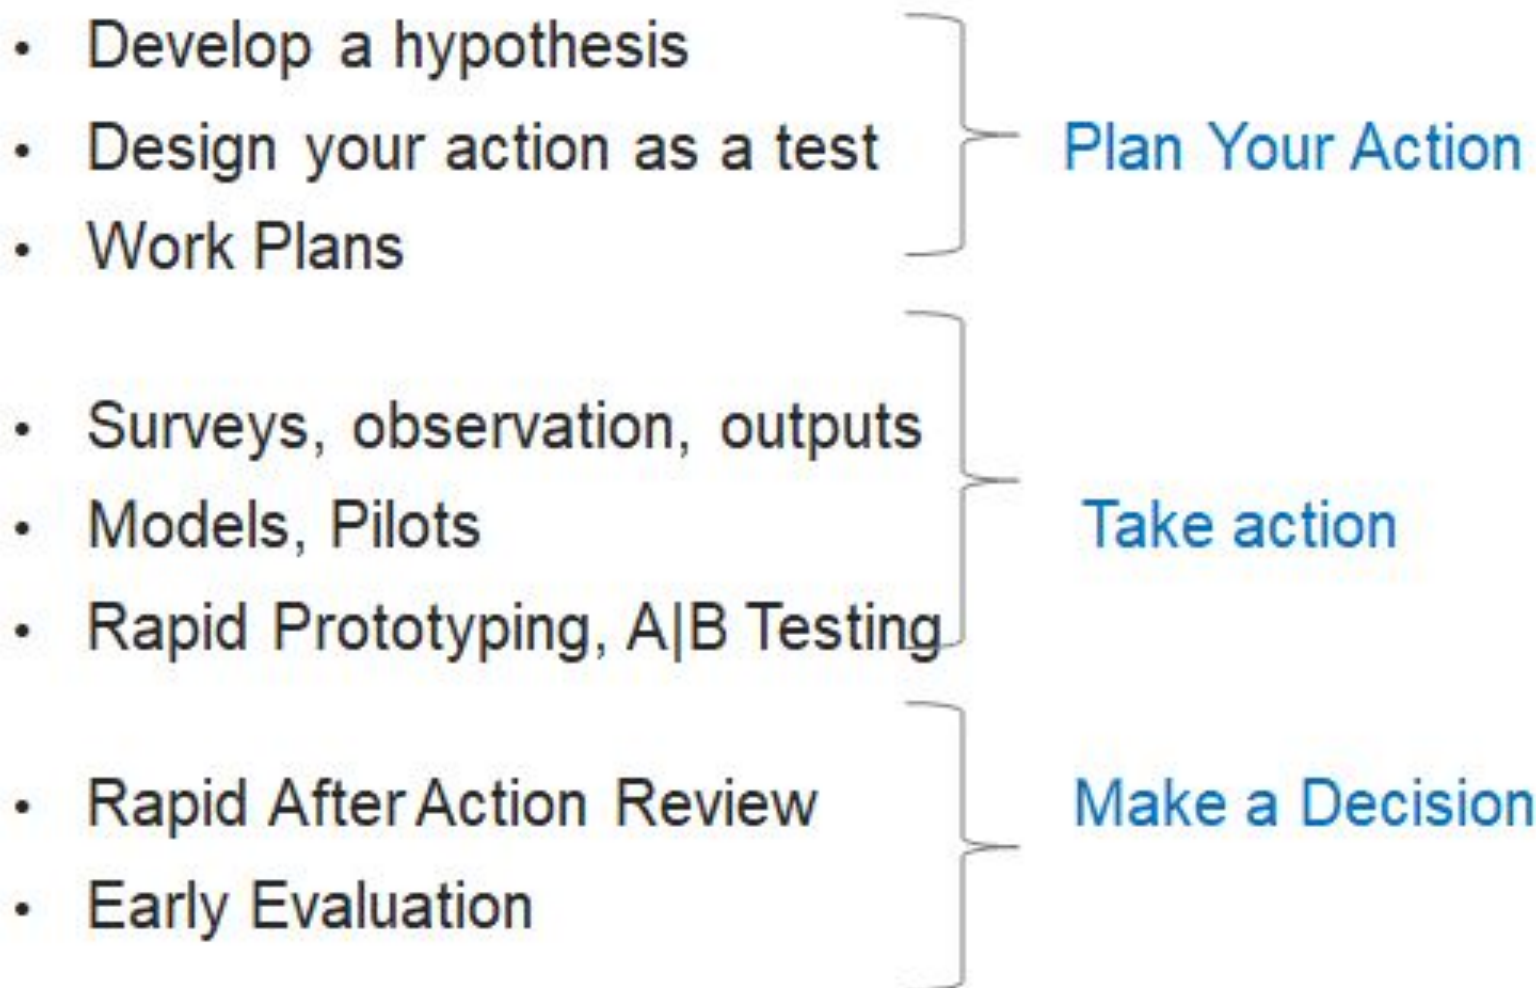 • Develop a hypothesis
• Design your action as a test
• Work Plans
Plan Your Action
• Surveys, observation, outputs
• Models, Pilots
• Rapid Prototyping, A|B Testing
Take action
• Rapid After Action Review
• Early Evaluation
Make a Decision